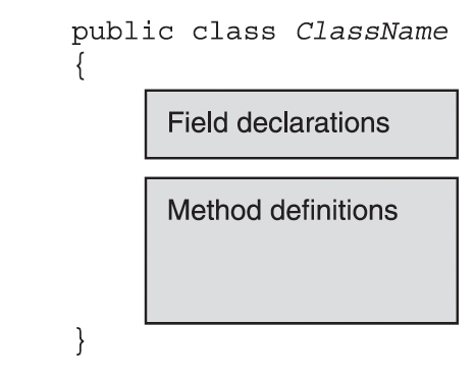 public class ClassName
{
Field declarations
Method definitions
}